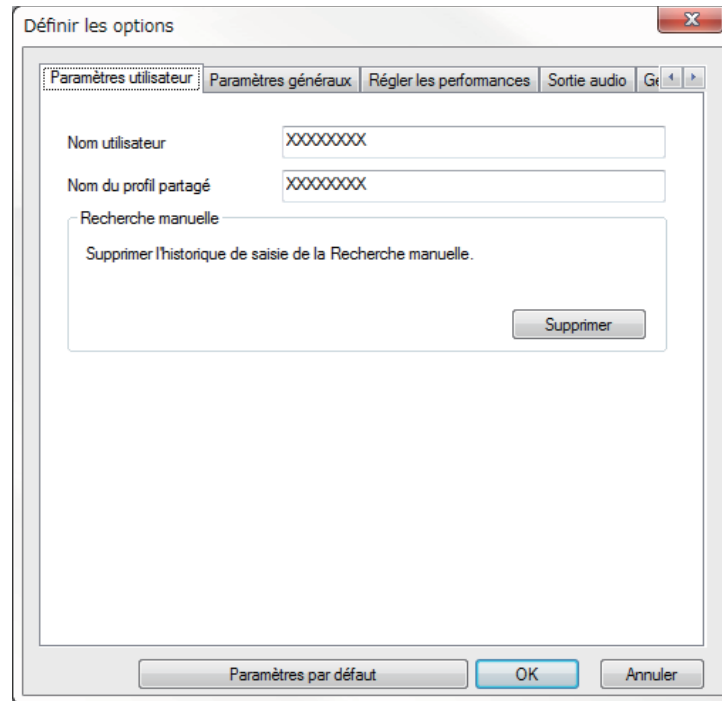 Définir les options
Paramètres utilisateur Paramètres généraux Régler les performances Sortie audio
Nom utilisateur XXXXXXXX
Nom du profil partagé XXXXXXXX
Recherche manuelle
Supprimer l'historique de saisie de la Recherche manuelle.
Supprimer
Paramètres par défaut OK Annuler